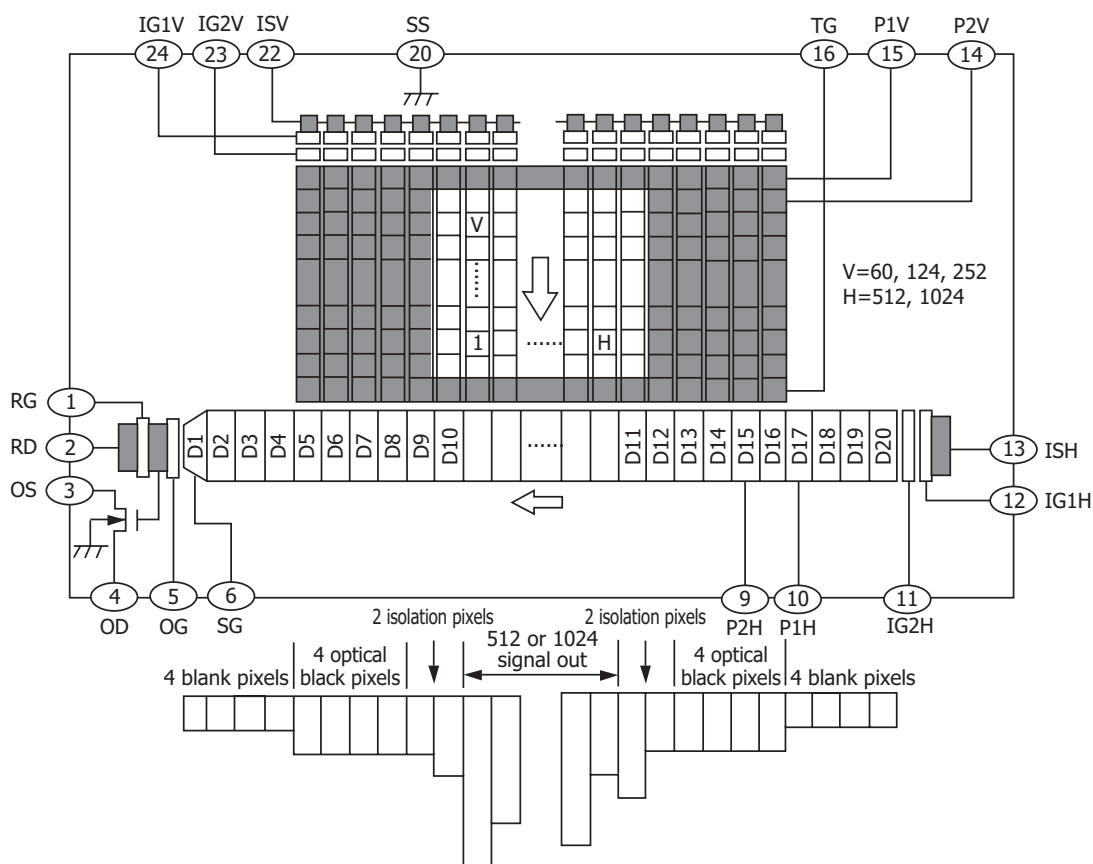 IG1V IG2V ISV SS TG P1V P2V
24 23 22 20 16 15 14
V
1 ...... H
V=60, 124, 252
H=512, 1024
RG 1
RD 2
OS 3
D1 D2 D3 D4 D5 D6 D7 D8 D9 D10 ...... D11 D12 D13 D14 D15 D16 D17 D18 D19 D20
13 ISH
12 IG1H
4 5 6 9 10 11
OD OG SG P2H P1H IG2H
2 isolation pixels 2 isolation pixels
512 or 1024
signal out
4 optical
black pixels
4 optical
black pixels
4 blank pixels 4 blank pixels